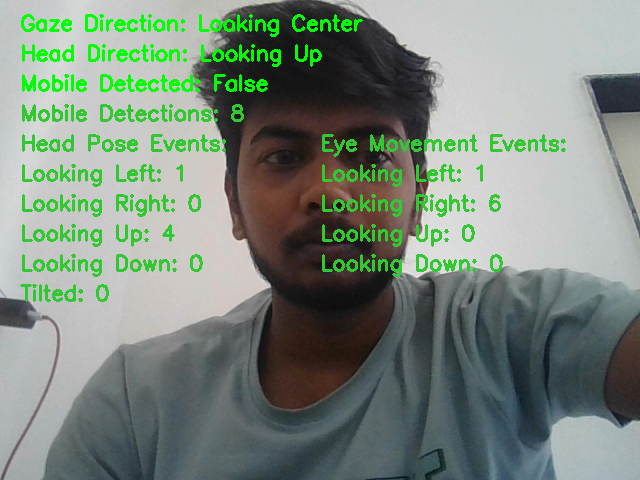 Gaze Direction: Looking Center
Head Direction: Looking Up
Mobile Detected: False
Mobile Detections: 8
Head Pose Events:
Looking Left: 1
Looking Right: 0
Looking Up: 4
Looking Down: 0
Tilted: 0
Eye Movement Events:
Looking Left: 1
Looking Right: 6
Looking Up: 0
Looking Down: 0